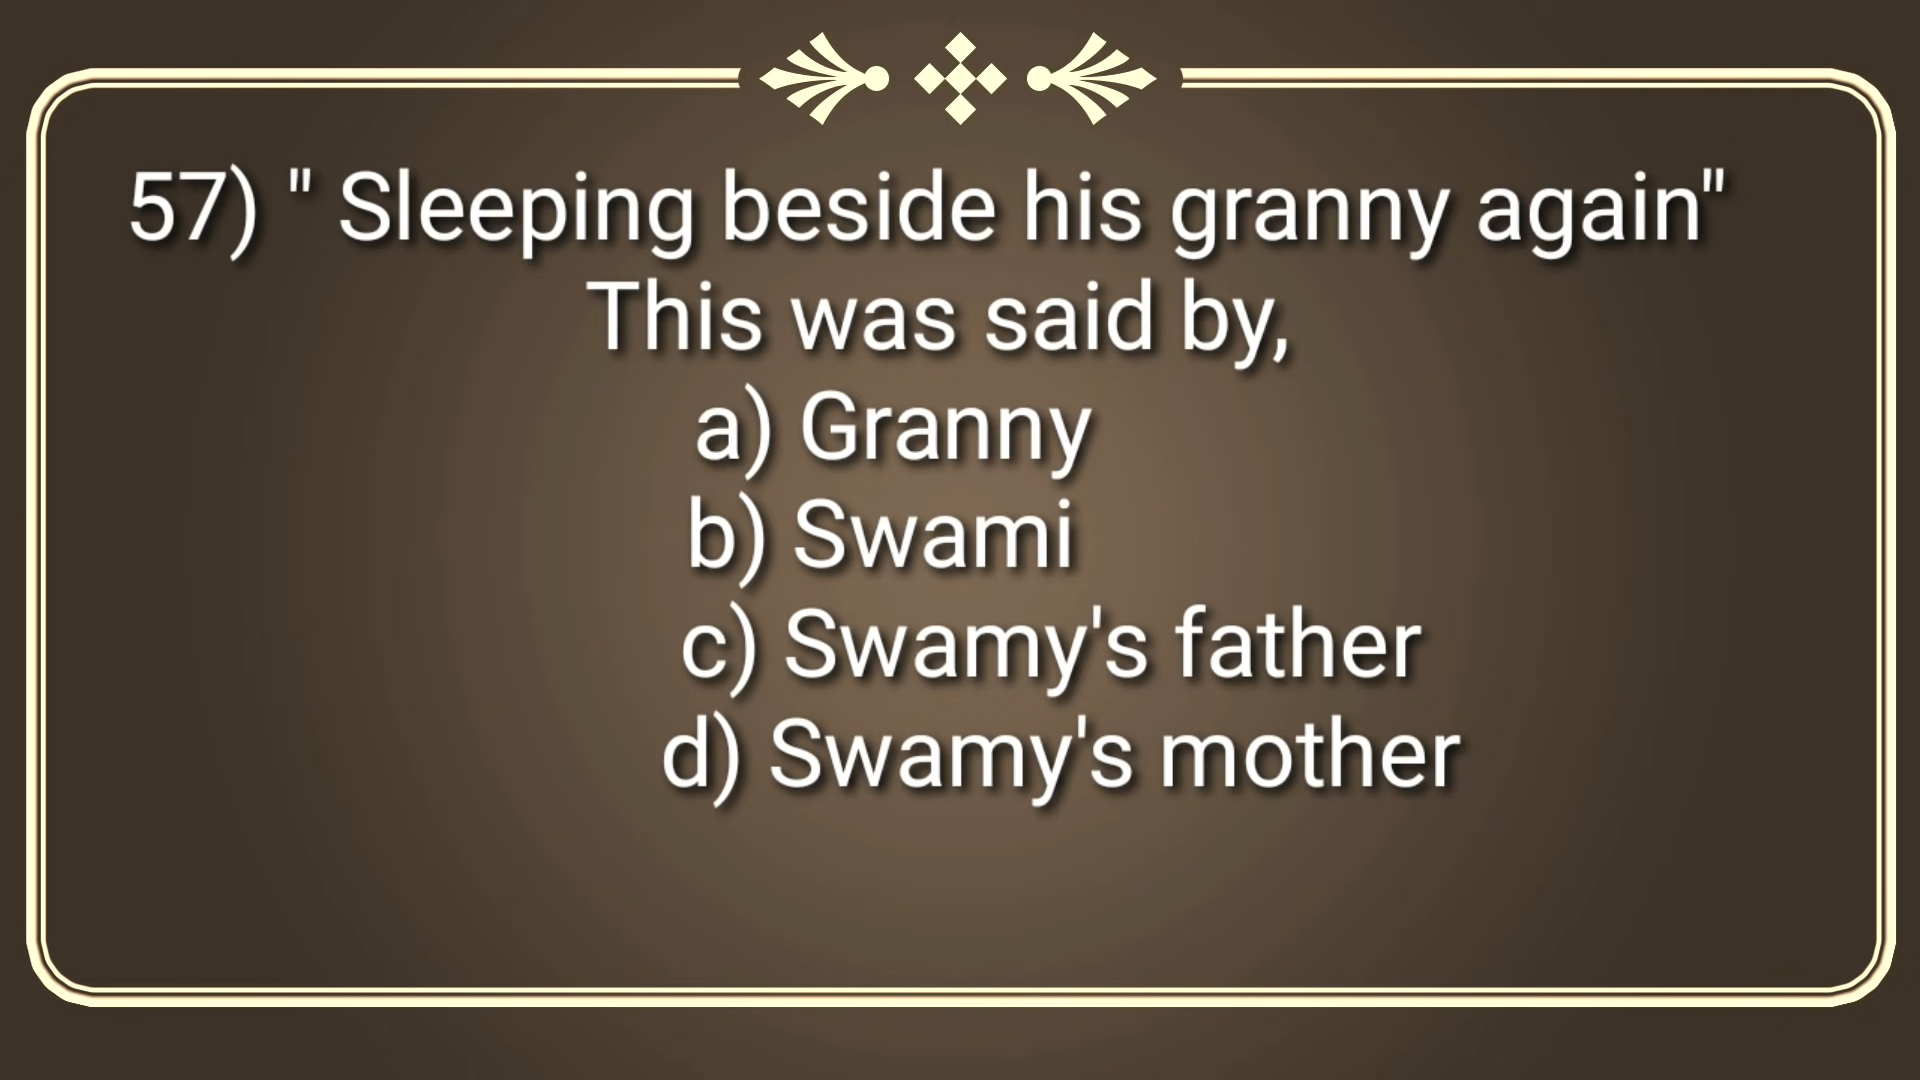 57) " Sleeping beside his granny again"
This was said by,
a) Granny
b) Swami
c) Swamy's father
d) Swamy's mother